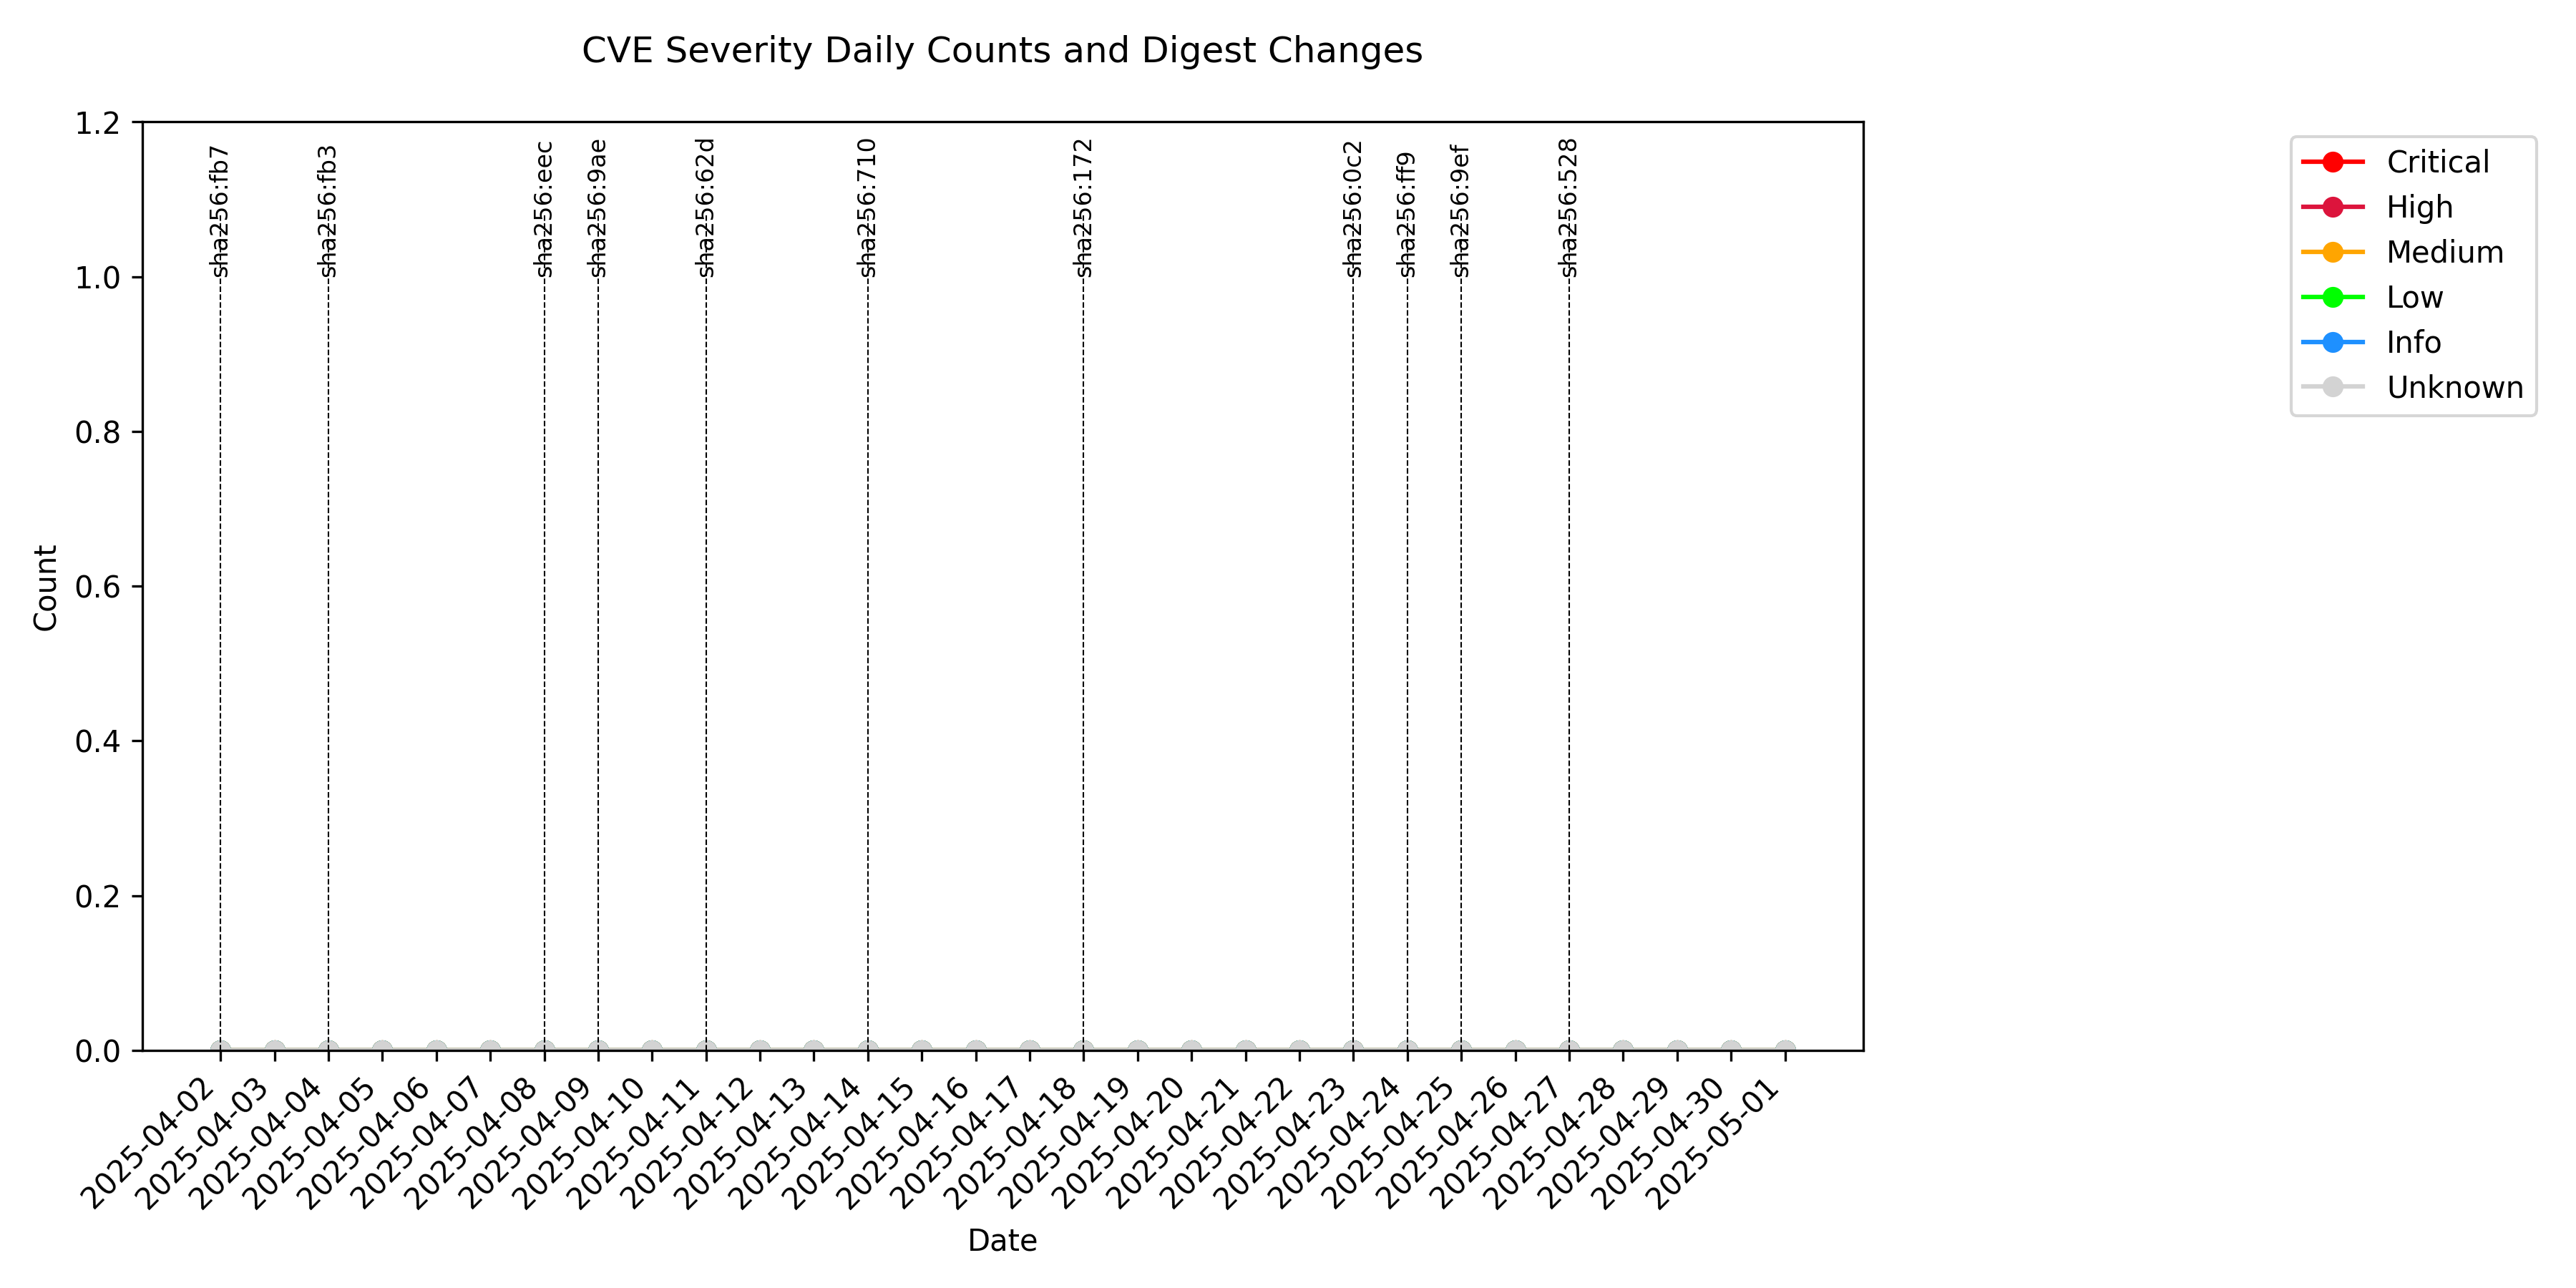 CVE Severity Daily Counts and Digest Changes
1.2
1.0
0.8
0.6
0.4
0.2
0.0
Count
sha256:fb7
sha256:fb3
sha256:eec
sha256:9ae
sha256:62d
sha256:710
sha256:172
sha256:0c2
sha256:ff9
sha256:9ef
sha256:528
Critical
High
Medium
Low
Info
Unknown
2025-04-02
2025-04-03
2025-04-04
2025-04-05
2025-04-06
2025-04-07
2025-04-08
2025-04-09
2025-04-10
2025-04-11
2025-04-12
2025-04-13
2025-04-14
2025-04-15
2025-04-16
2025-04-17
2025-04-18
2025-04-19
2025-04-20
2025-04-21
2025-04-22
2025-04-23
2025-04-24
2025-04-25
2025-04-26
2025-04-27
2025-04-28
2025-04-29
2025-04-30
2025-05-01
Date